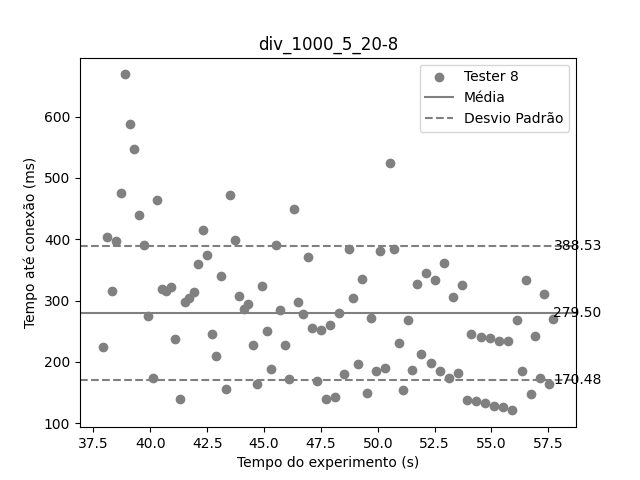 div_1000_5_20-8
Tester 8
Média
Desvio Padrão
600
500
400
300
200
100
388.53
279.50
170.48
Tempo até conexão (ms)
37.5 40.0 42.5 45.0 47.5 50.0 52.5 55.0 57.5
Tempo do experimento (s)